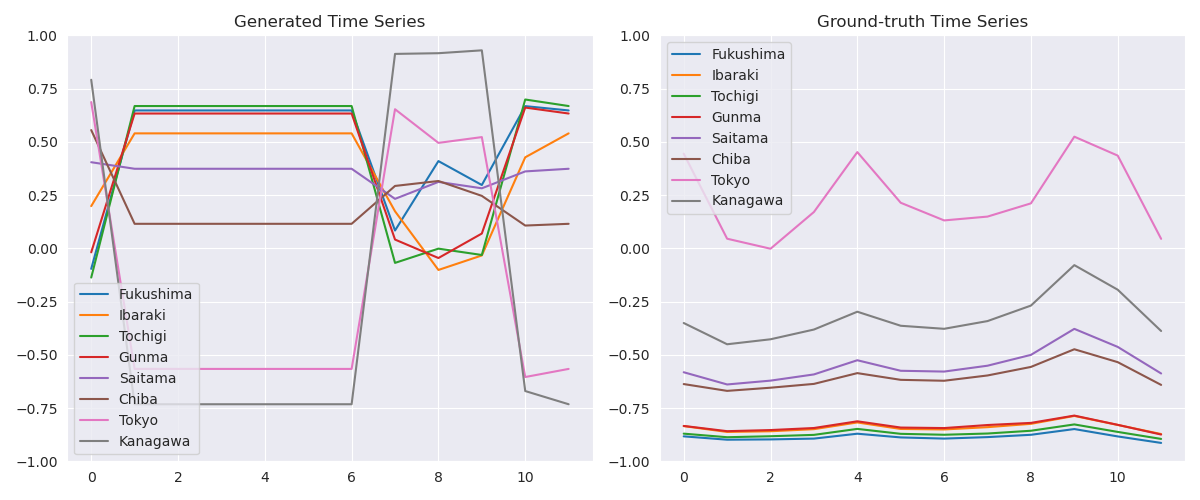 Generated Time Series
1.00
0.75
0.50
0.25
0.00
−0.25
−0.50
−0.75
−1.00
Fukushima
Ibaraki
Tochigi
Gunma
Saitama
Chiba
Tokyo
Kanagawa
0 2 4 6 8 10
Ground-truth Time Series
1.00
0.75
0.50
0.25
0.00
−0.25
−0.50
−0.75
−1.00
Fukushima
Ibaraki
Tochigi
Gunma
Saitama
Chiba
Tokyo
Kanagawa
0 2 4 6 8 10